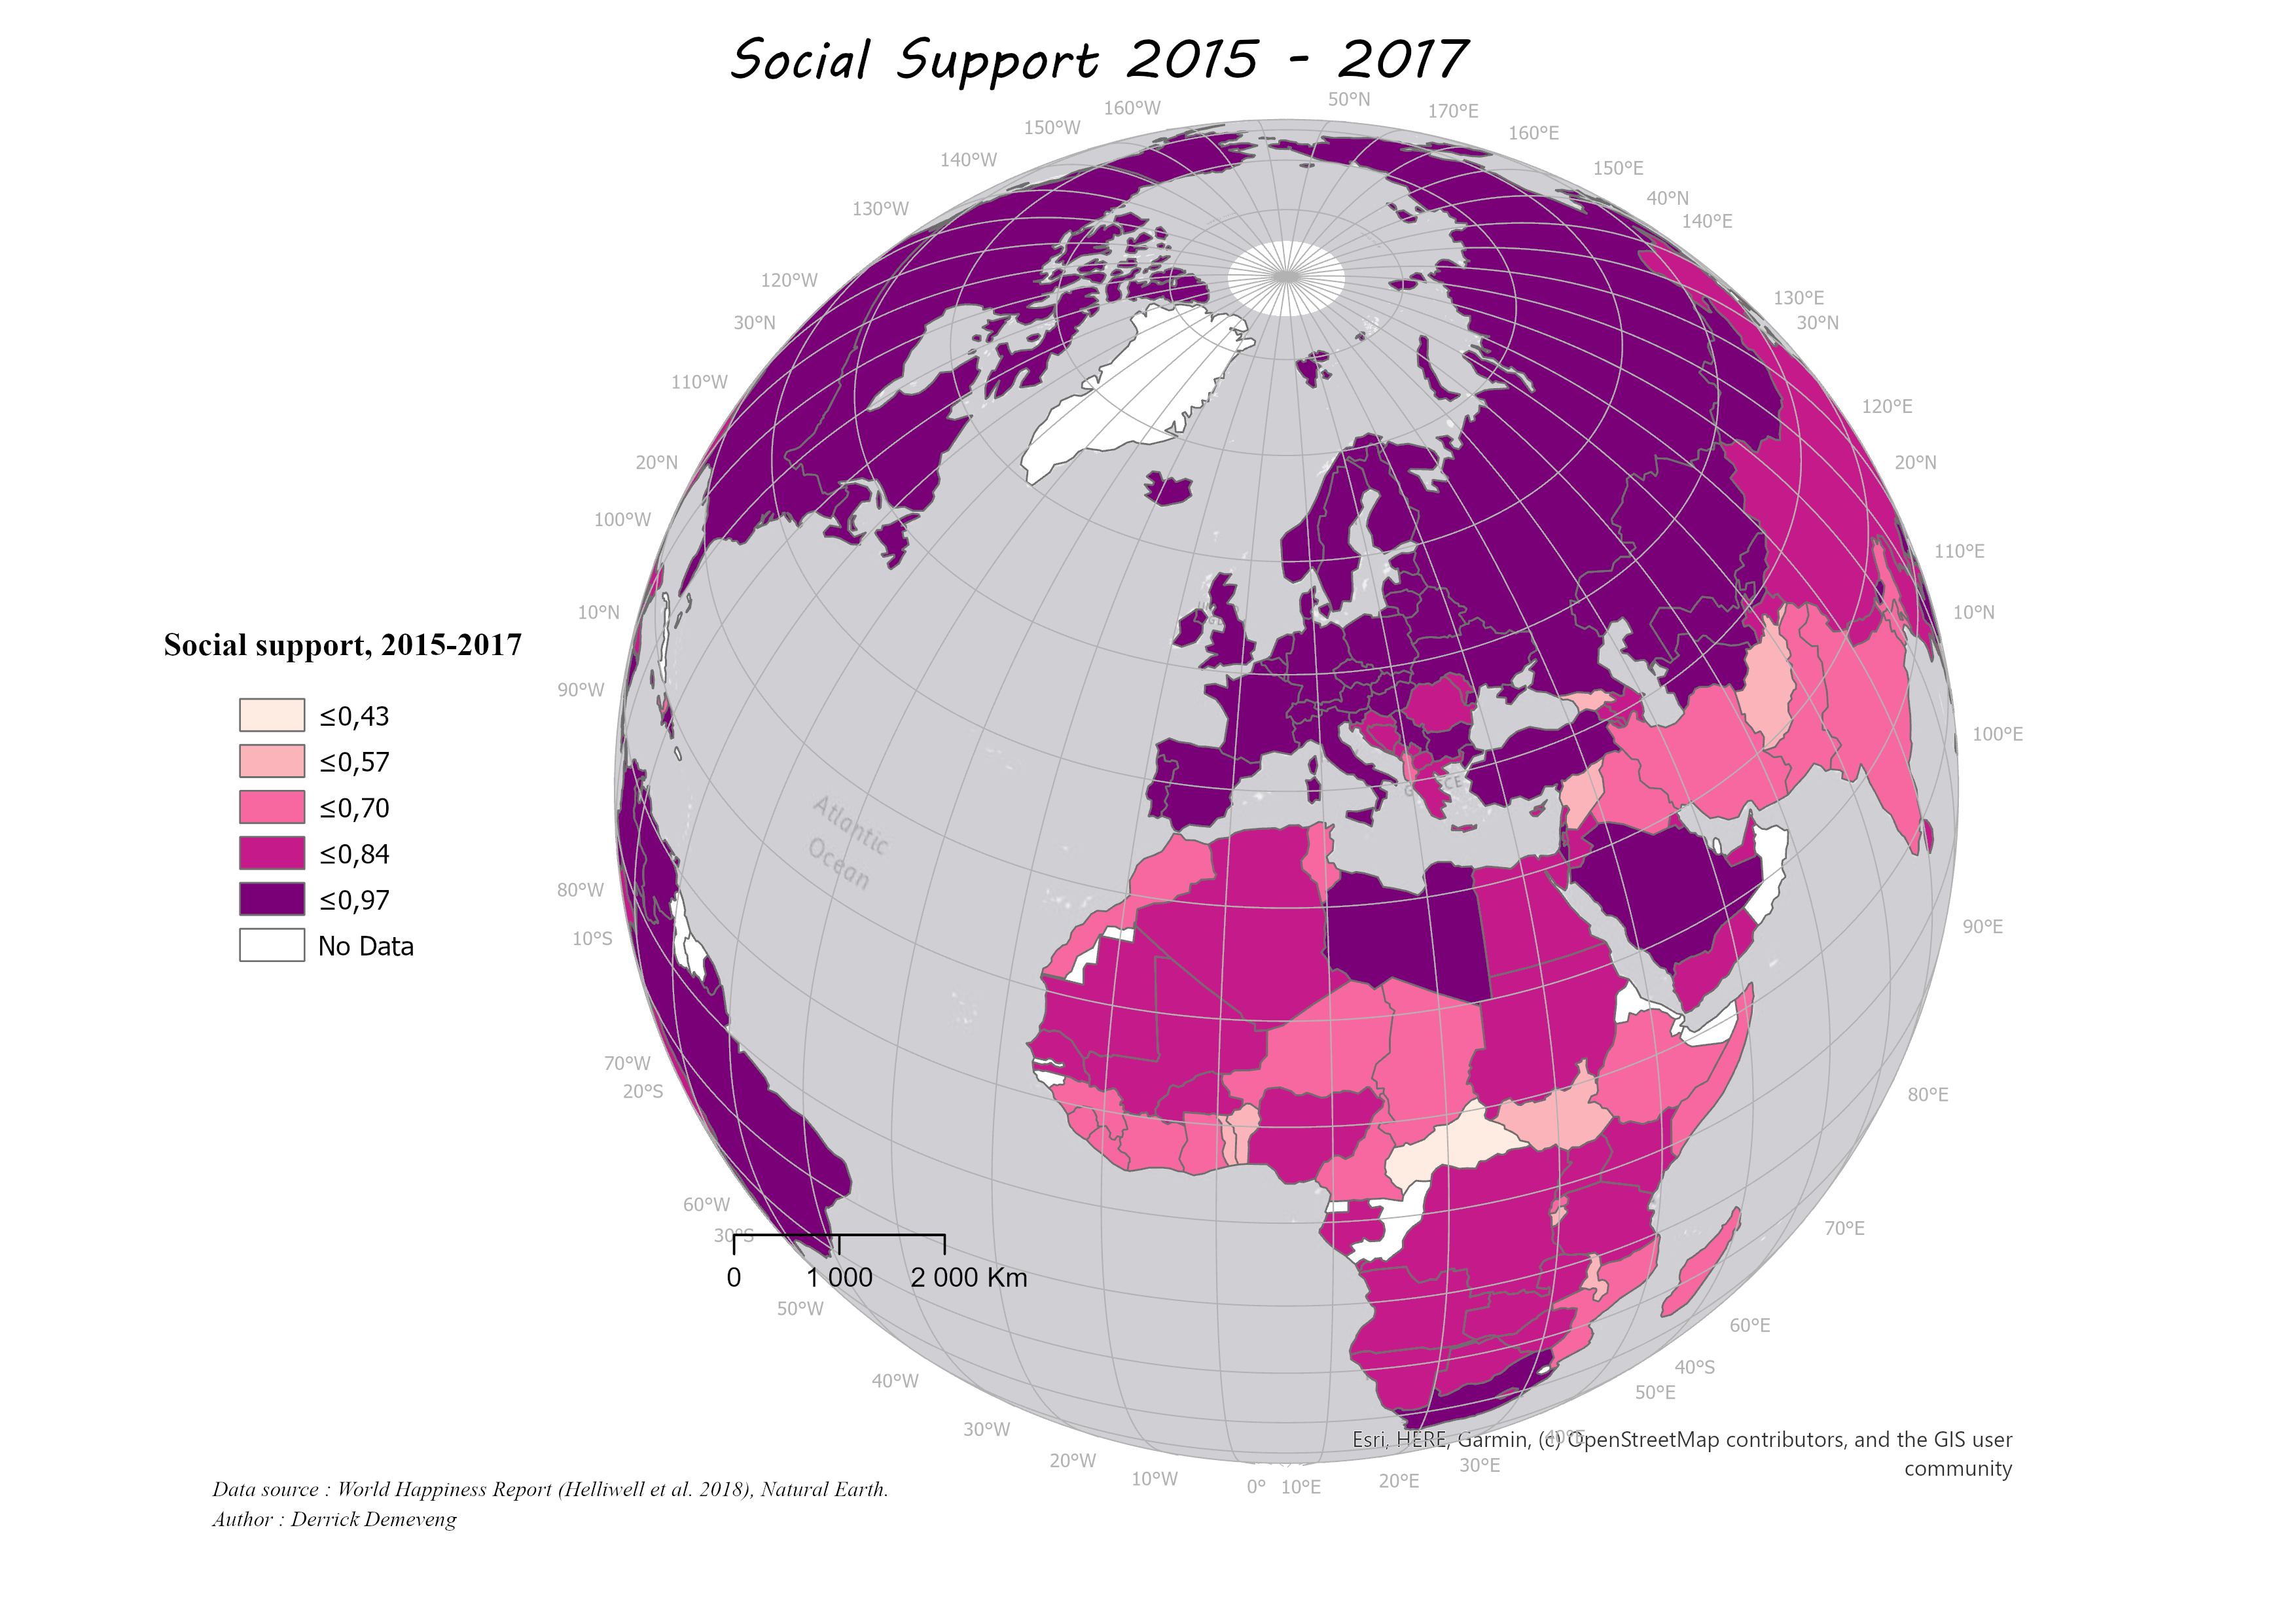 Social Support 2015 - 2017
160°W
50°N
170°E
150°W
160°E
140°W
150°E
130°W
40°N
140°E
120°W
130°E
30°N
30°N
110°W
120°E
20°N
20°N
100°W
110°E
10°N
10°N
Social support, 2015-2017
90°W
≤0,43
100°E
≤0,57
≤0,70
Atlantic
Ocean
≤0,84
80°W
≤0,97
90°E
10°S
No Data
70°W
20°S
80°E
60°W
30°S
70°E
0 1 000 2 000 Km
50°W
60°E
40°W
40°S
50°E
30°W
40°E
Esri, HERE, Garmin, (c) OpenStreetMap contributors, and the GIS user
community
20°W
30°E
10°W
0°
10°E
20°E
Data source : World Happiness Report (Helliwell et al. 2018), Natural Earth.
Author : Derrick Demeveng